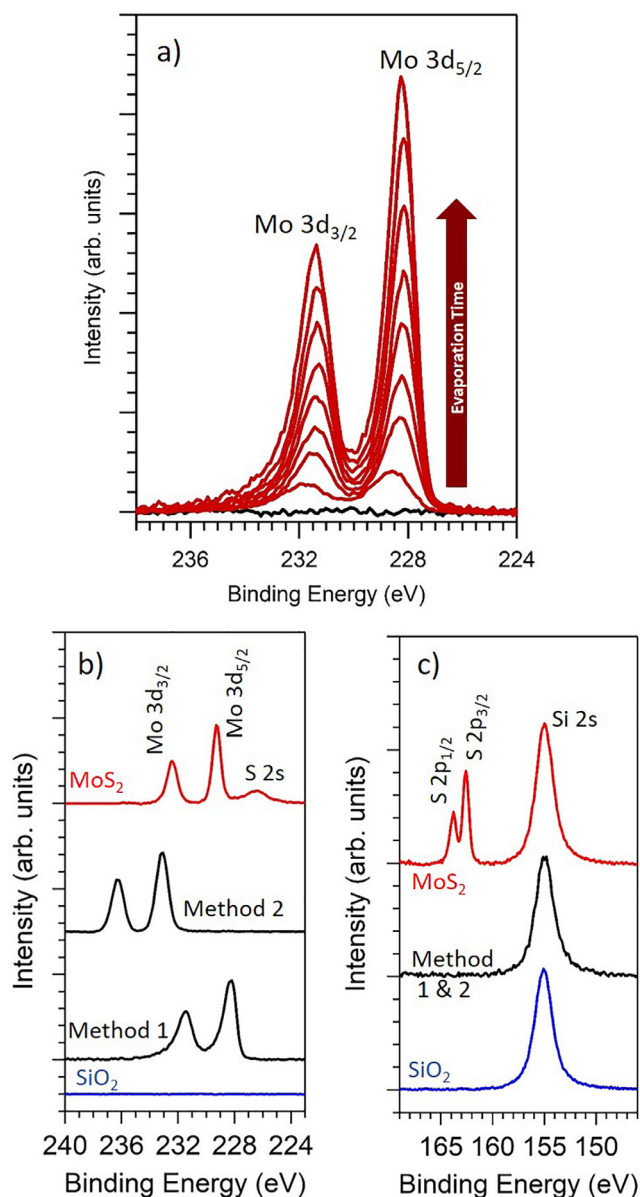 a)
Mo 3d5/2
Mo 3d3/2
Evaporation Time
Intensity (arb. units)
236
232
228
224
Binding Energy (eV)
b)
Mo 3d3/2
Mo 3d5/2
S 2s
MoS2
Method 2
Method 1
SiO2
Intensity (arb. units)
240 236 232 228 224
Binding Energy (eV)
c)
S 2p1/2
S 2p3/2
Si 2s
MoS2
Method
1 & 2
SiO2
Intensity (arb. units)
165 160 155 150
Binding Energy (eV)